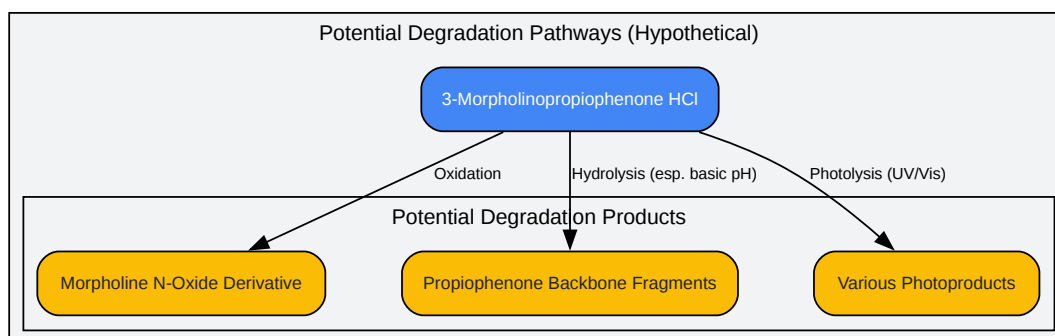 Potential Degradation Pathways (Hypothetical)
3-Morpholinopropiophenone HCl
Oxidation
Hydrolysis (esp. basic pH)
Photolysis (UV/Vis)
Potential Degradation Products
Morpholine N-Oxide Derivative
Propiophenone Backbone Fragments
Various Photoproducts